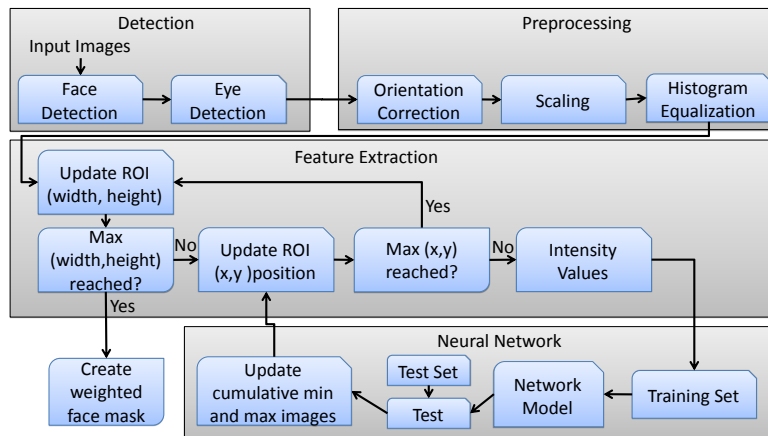 Detection
Input Images
Face
Detection
Eye
Detection
Preprocessing
Orientation
Correction
Scaling
Histogram
Equalization
Feature Extraction
Update ROI
(width, height)
Yes
Max
(width,height)
reached?
No
Update ROI
(x,y )position
Max (x,y)
reached?
No
Intensity
Values
Yes
Create
weighted
face mask
Neural Network
Update
cumulative min
and max images
Test Set
Test
Network
Model
Training Set